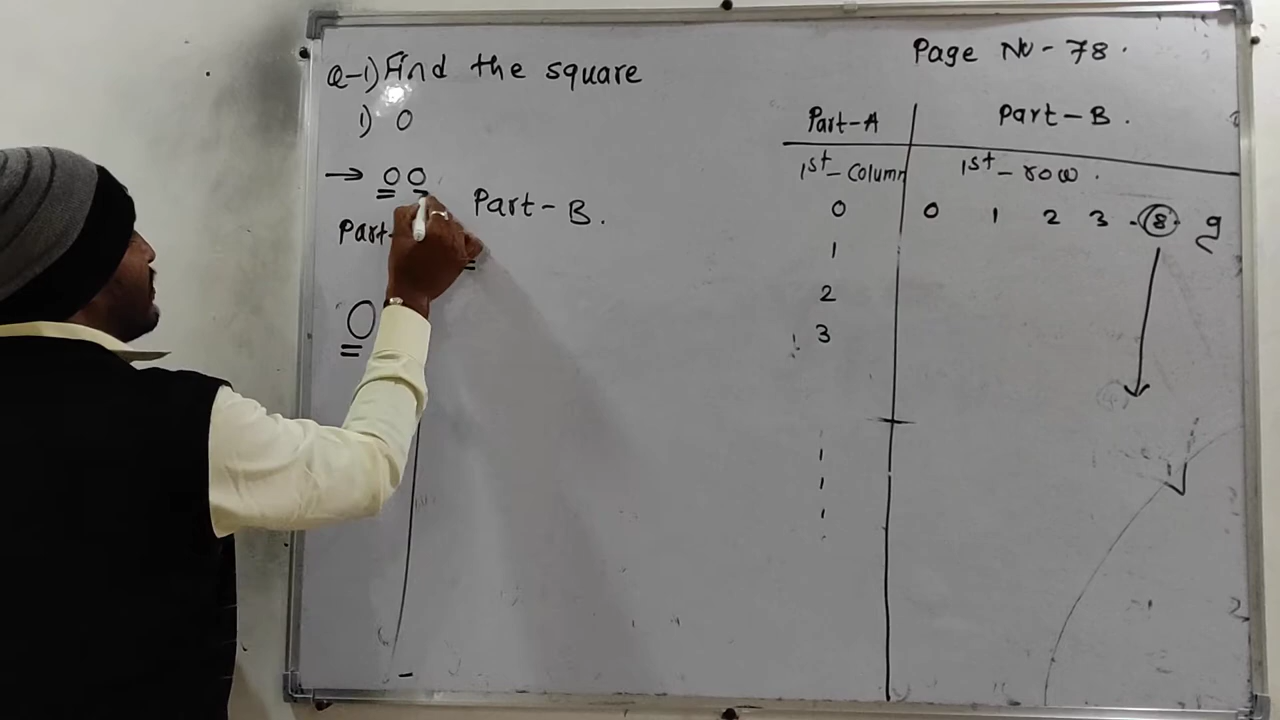 Q-1) Find the square
i) 0
→ 00
Part-
Part-B.
0
Page No-78.
Part-A
Part-B.
1st-Column
1st-row.
0
0 1 2 3 - 8 - 9
1
2
3